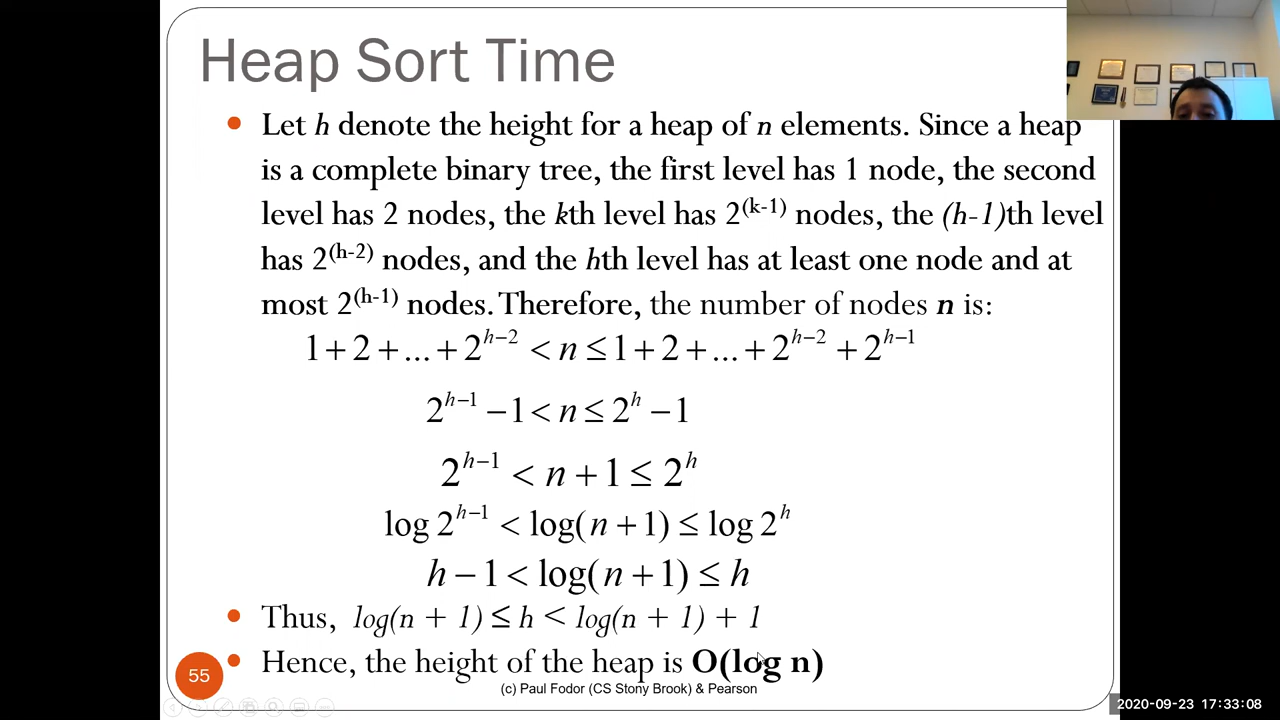 Heap Sort Time
• Let h denote the height for a heap of n elements. Since a heap
is a complete binary tree, the first level has 1 node, the second
level has 2 nodes, the kth level has 2^(k-1) nodes, the (h-1)th level
has 2^(h-2) nodes, and the hth level has at least one node and at
most 2^(h-1) nodes. Therefore, the number of nodes n is:
1+2+...+2^{h−2} < n ≤ 1+2+...+2^{h−2} + 2^{h−1}
2^{h−1} −1 < n ≤ 2^h −1
2^{h−1} < n + 1 ≤ 2^h
log 2^{h−1} < log(n +1) ≤ log 2^h
h −1 < log(n +1) ≤ h
• Thus, log(n + 1) ≤ h < log(n + 1) + 1
• Hence, the height of the heap is O(log n)
55
(c) Paul Fodor (CS Stony Brook) & Pearson
2020-09-23 17:33:08